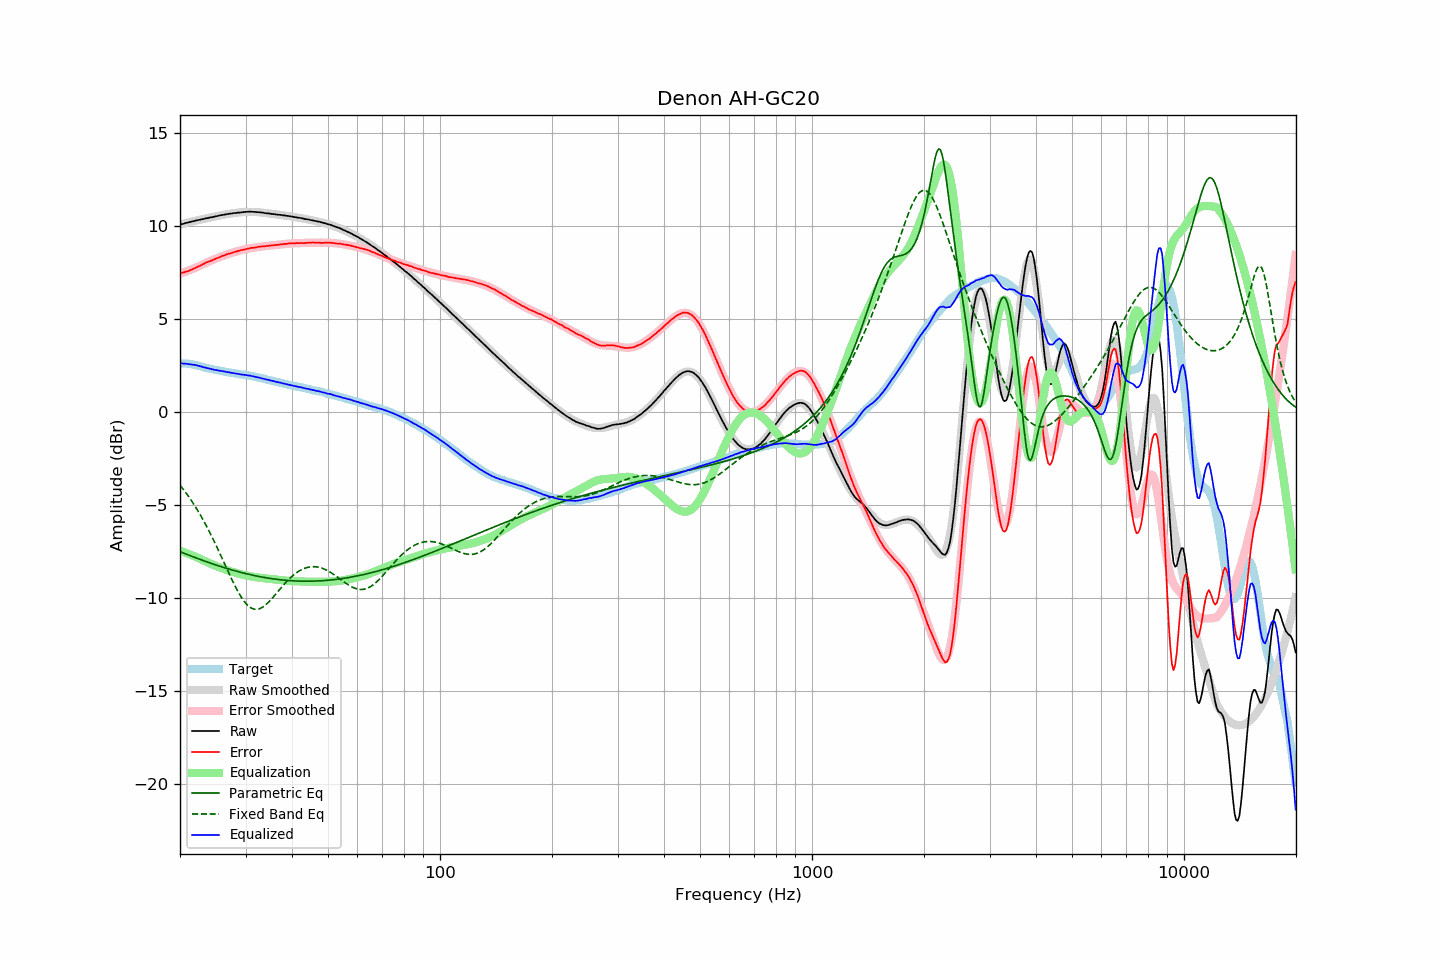 Denon AH-GC20
15
10
5
0
−5
−10
−15
−20
Amplitude (dBr)
Target
Raw Smoothed
Error Smoothed
Raw
Error
Equalization
Parametric Eq
Fixed Band Eq
Equalized
100
1000
10000
Frequency (Hz)